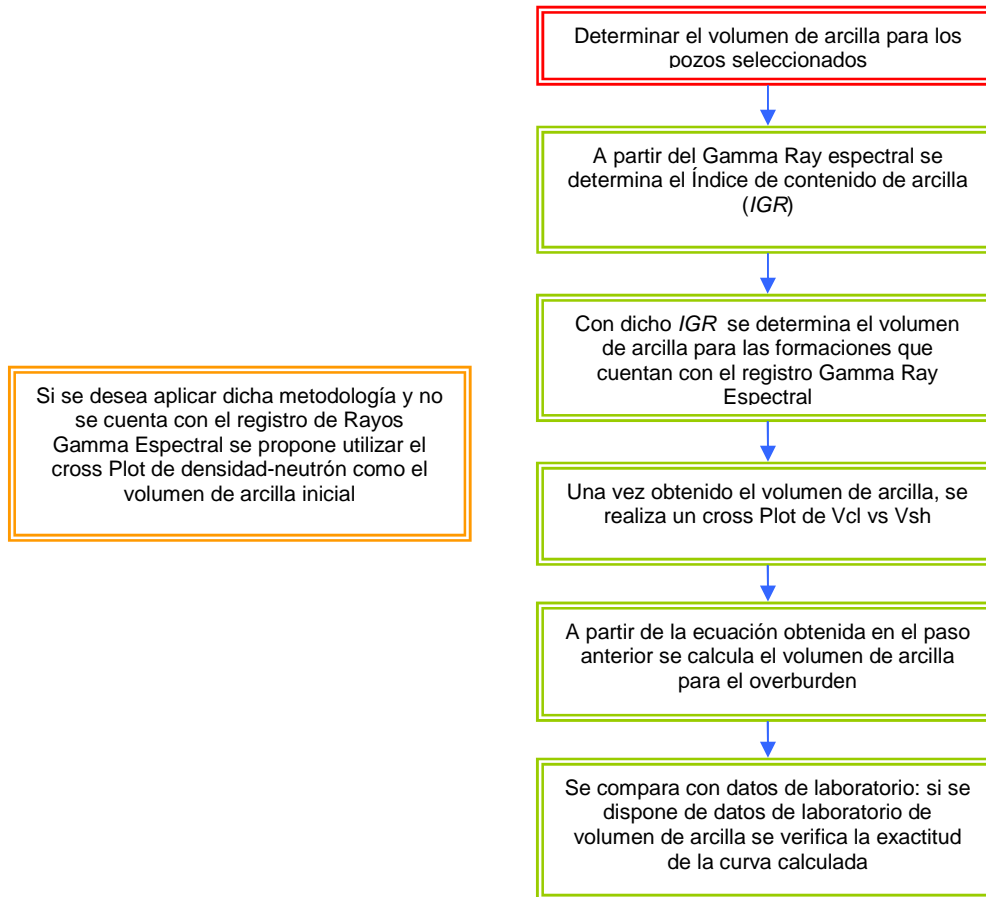 Determinar el volumen de arcilla para los
pozos seleccionados
A partir del Gamma Ray espectral se
determina el Índice de contenido de arcilla
(IGR)
Con dicho IGR se determina el volumen
de arcilla para las formaciones que
cuentan con el registro Gamma Ray
Espectral
Si se desea aplicar dicha metodología y no
se cuenta con el registro de Rayos
Gamma Espectral se propone utilizar el
cross Plot de densidad-neutrón como el
volumen de arcilla inicial
Una vez obtenido el volumen de arcilla, se
realiza un cross Plot de Vcl vs Vsh
A partir de la ecuación obtenida en el paso
anterior se calcula el volumen de arcilla
para el overburden
Se compara con datos de laboratorio: si se
dispone de datos de laboratorio de
volumen de arcilla se verifica la exactitud
de la curva calculada